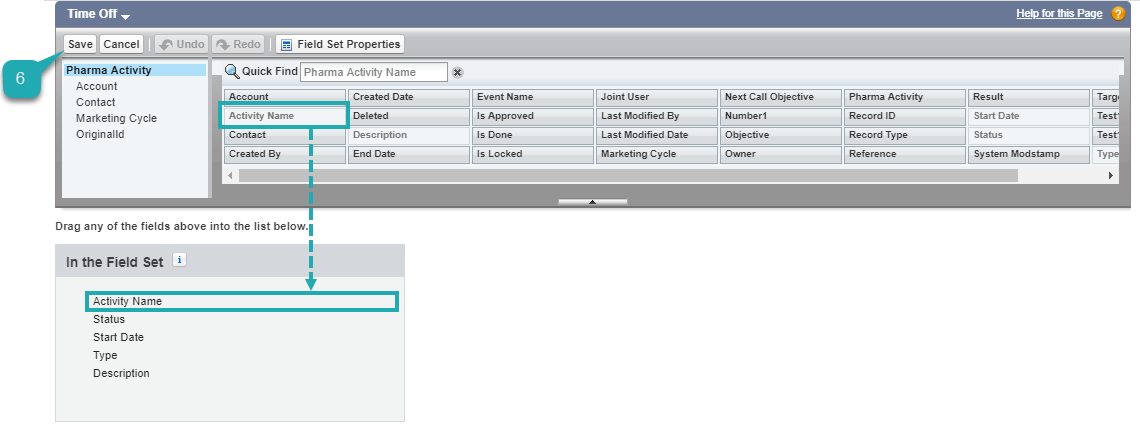 Time Off
Help for this Page ?
Save Cancel Undo Redo Field Set Properties
6
Pharma Activity
Account
Contact
Marketing Cycle
OriginalId
Quick Find Pharma Activity Name
Account Created Date Event Name Joint User Next Call Objective Pharma Activity Result Targe
Activity Name Deleted Is Approved Last Modified By Number1 Record ID Start Date Test1
Contact Description Is Done Last Modified Date Objective Record Type Status Test1
Created By End Date Is Locked Marketing Cycle Owner Reference System Modstamp Type
Drag any of the fields above into the list below.
In the Field Set i
Activity Name
Status
Start Date
Type
Description